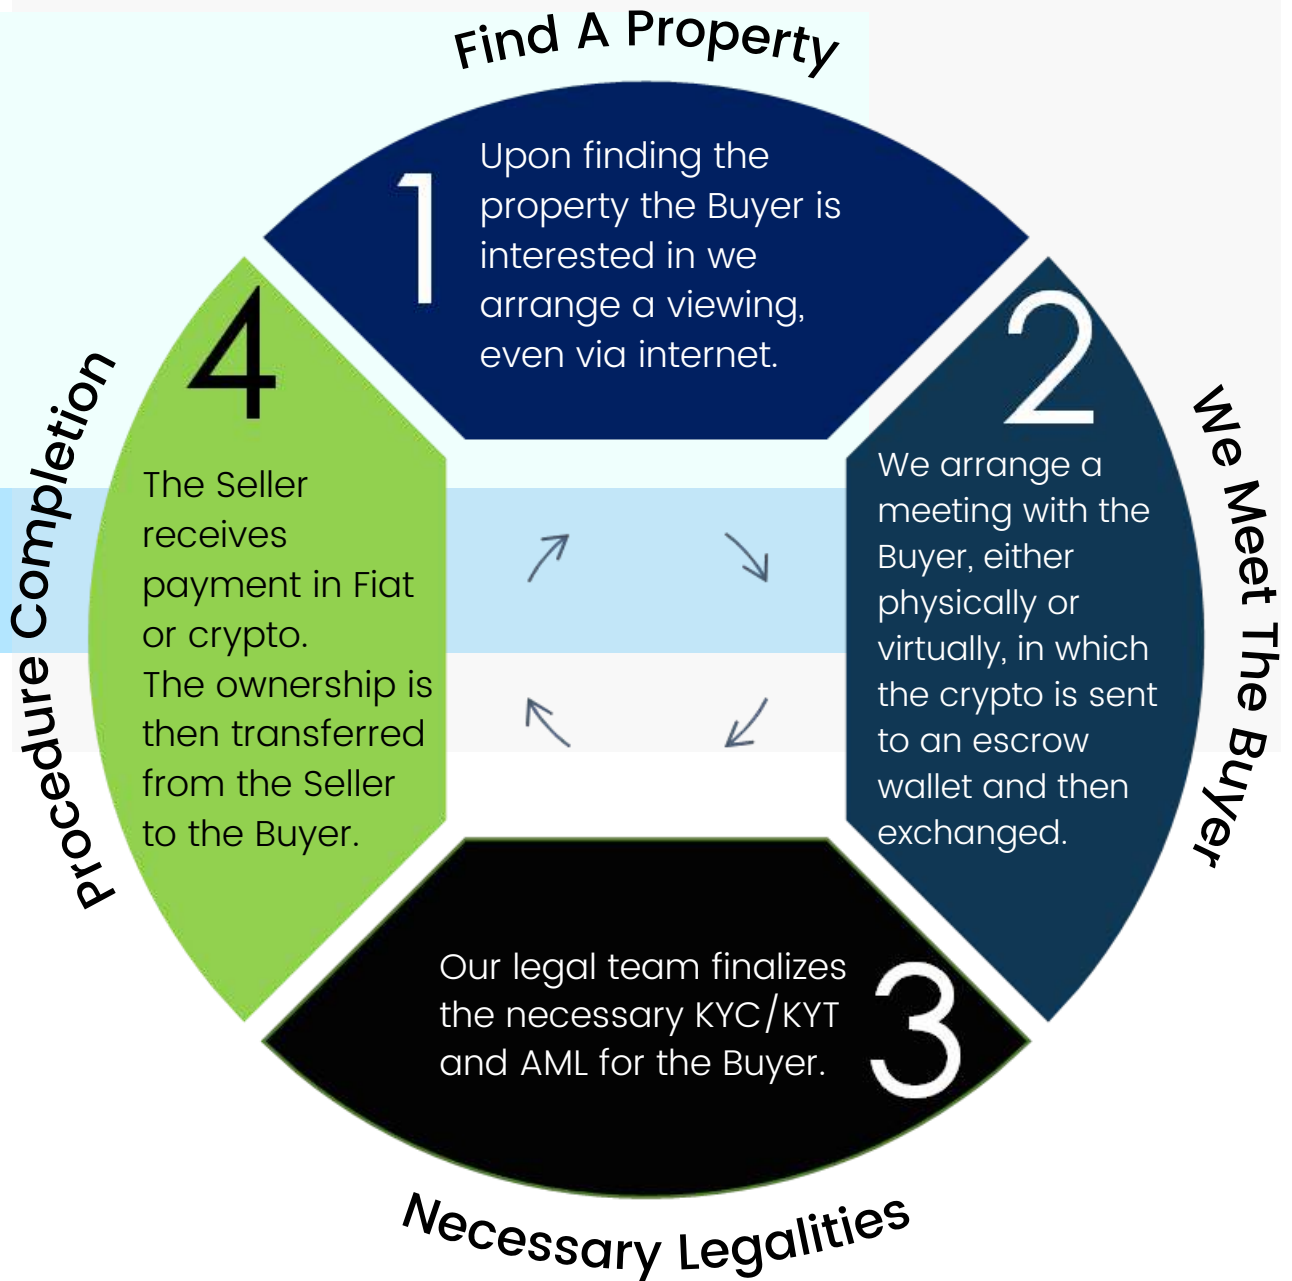 Find A Property
1
Upon finding the
property the Buyer is
interested in we
arrange a viewing,
even via internet.
We Meet The Buyer
2
We arrange a
meeting with the
Buyer, either
physically or
virtually, in which
the crypto is sent
to an escrow
wallet and then
exchanged.
Necessary Legalities
3
Our legal team finalizes
the necessary KYC/KYT
and AML for the Buyer.
Procedure Completion
4
The Seller
receives
payment in Fiat
or crypto.
The ownership is
then transferred
from the Seller
to the Buyer.